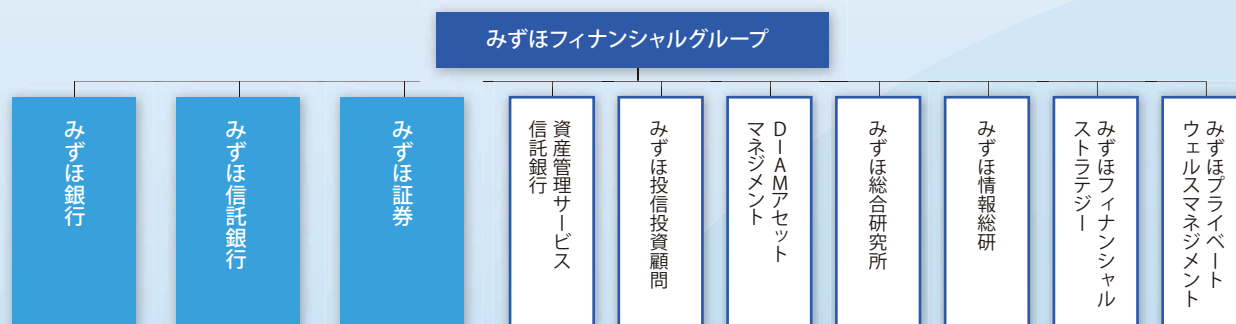 みずほフィナンシャルグループ
みずほ銀行
みずほ信託銀行
みずほ証券
資産管理サービス
信託銀行
みずほ投信投資顧問
DIAMアセット
マネジメント
みずほ総合研究所
みずほ情報総研
みずほフィナンシャル
ストラテジー
みずほプライベート
ウェルスマネジメント